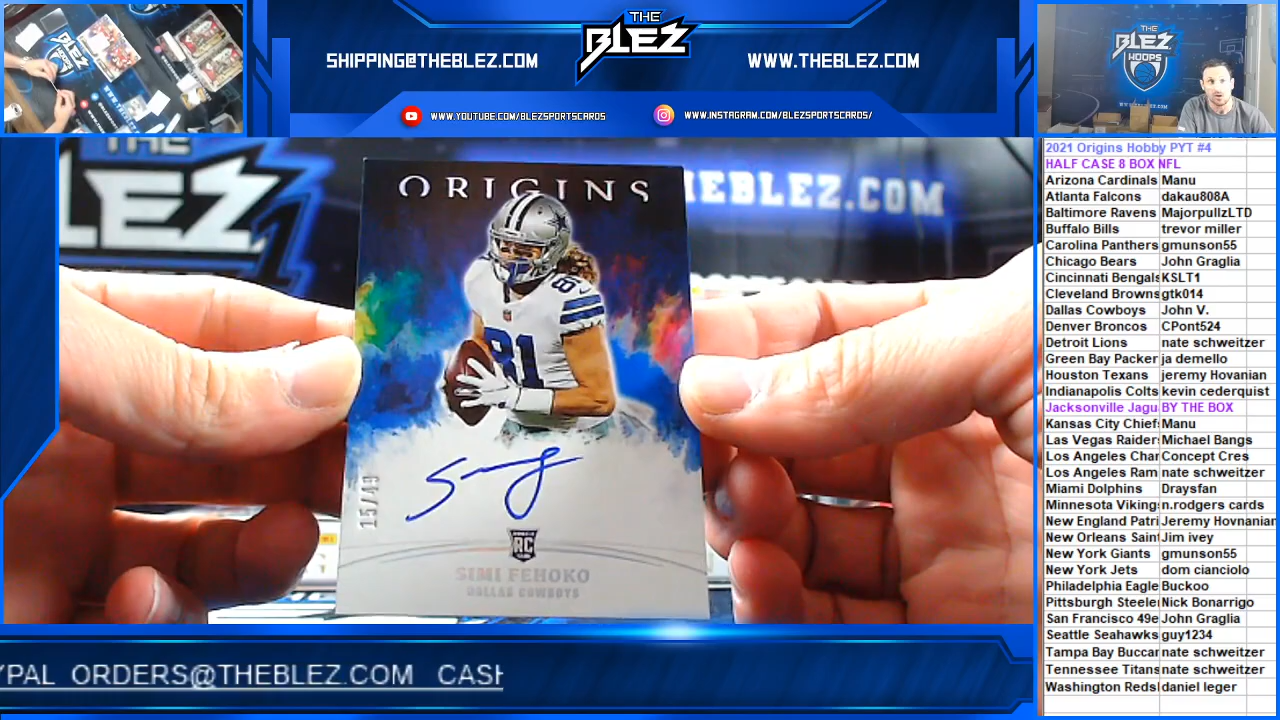 THE
BLEZ
SHIPPING@THEBLEZ.COM
WWW.THEBLEZ.COM
WWW.YOUTUBE.COM/BLEZSPORTSCARDS
WWW.INSTAGRAM.COM/BLEZSPORTSCARDS/
BLEZ
HOOPS
THE
LEZ
HEBLEZ.COM
ORIGINS
81
81
15/49
RC
SIMI FEHOKO
DALLAS COWBOYS
YPAL ORDERS@THEBLEZ.COM CASH
2021 Origins Hobby PYT #4
HALF CASE 8 BOX NFL
Arizona Cardinals Manu
Atlanta Falcons dakau808A
Baltimore Ravens MajorpullzLTD
Buffalo Bills trevor miller
Carolina Panthers gmunson55
Chicago Bears John Graglia
Cincinnati Bengals KSLT1
Cleveland Browns gtk014
Dallas Cowboys John V.
Denver Broncos CPont524
Detroit Lions nate schweitzer
Green Bay Packer ja demello
Houston Texans jeremy Hovanian
Indianapolis Colts kevin cederquist
Jacksonville Jagu BY THE BOX
Kansas City Chief Manu
Las Vegas Raider Michael Bangs
Los Angeles Char Concept Cres
Los Angeles Ram nate schweitzer
Miami Dolphins Draysfan
Minnesota Viking n.rodgers cards
New England Patri Jeremy Hovnanian
New Orleans Saint Jim ivey
New York Giants gmunson55
New York Jets dom cianciolo
Philadelphia Eagle Buckoo
Pittsburgh Steeler Nick Bonarrigo
San Francisco 49e John Graglia
Seattle Seahawks guy1234
Tampa Bay Buccar nate schweitzer
Tennessee Titans nate schweitzer
Washington Reds daniel leger